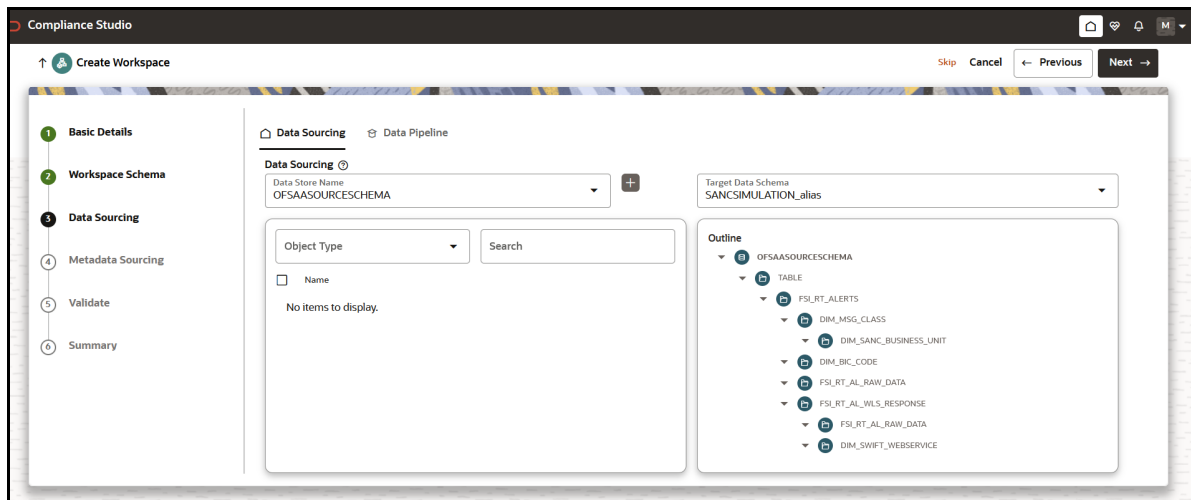 Compliance Studio
M
Create Workspace
Skip Cancel ← Previous Next →
1 Basic Details
2 Workspace Schema
3 Data Sourcing
4 Metadata Sourcing
5 Validate
6 Summary
Data Sourcing Data Pipeline
Data Sourcing
Data Store Name
OFSAASOURCESCHEMA
Target Data Schema
SANCSIMULATION_alias
Object Type
Search
Name
No items to display.
Outline
OFSAASOURCESCHEMA
TABLE
FSI_RT_ALERTS
DIM_MSG_CLASS
DIM_SANC_BUSINESS_UNIT
DIM_BIC_CODE
FSI_RT_AL_RAW_DATA
FSI_RT_AL_WLS_RESPONSE
FSI_RT_AL_RAW_DATA
DIM_SWIFT_WEBSERVICE